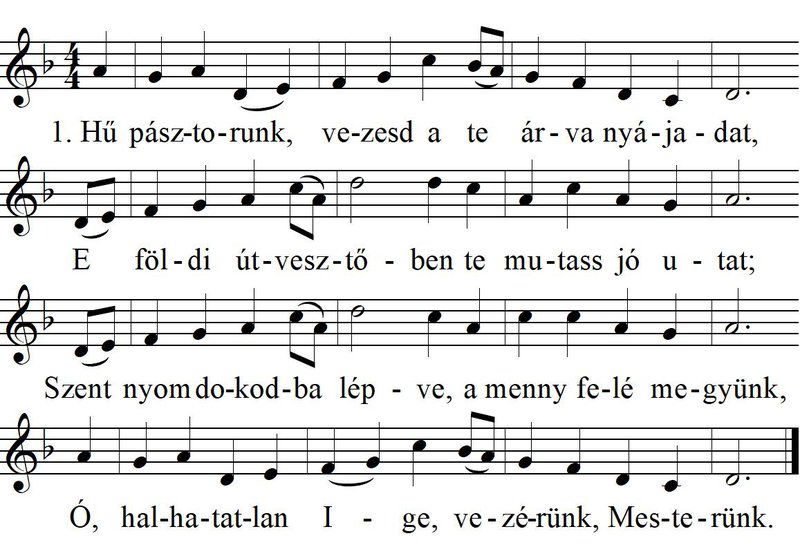 1. Hű pász-to-runk, ve-zesd a te ár-va nyá-ja-dat,
E föl-di út-vesz-tő-ben te mu-tass jó u-tat;
Szent nyom do-kod-ba lép-ve, a menny fe-lé me-gyünk,
Ó, hal-ha-tat-lan I-ge, ve-zé-rünk, Mes-te-rünk.